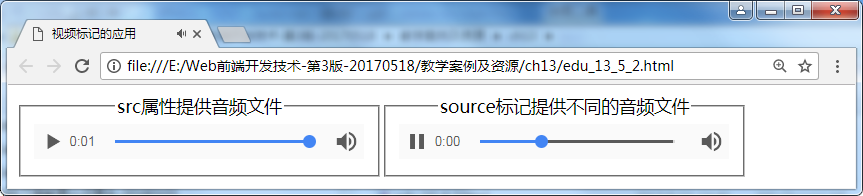 视频标记的应用
file:///E:/Web前端开发技术-第3版-20170518/教学案例及资源/ch13/edu_13_5_2.html
src属性提供音频文件
source标记提供不同的音频文件
0:01
0:00